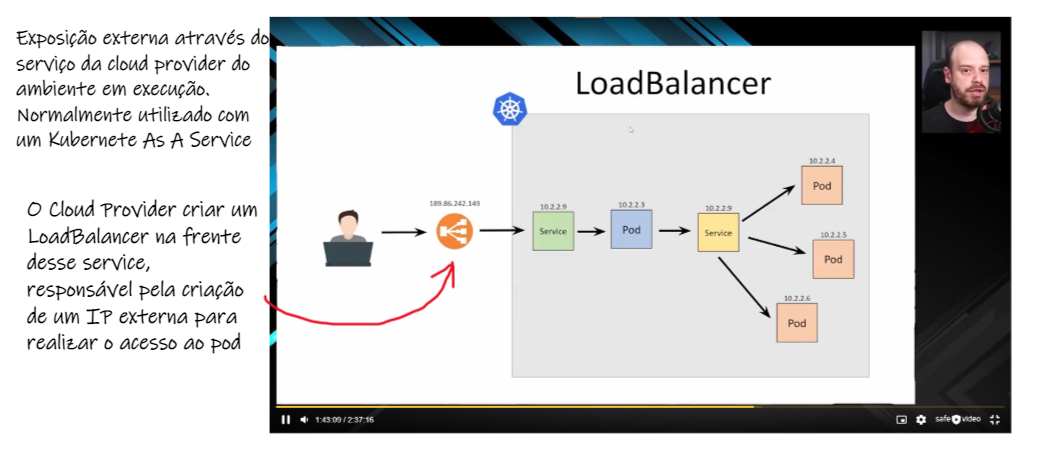 Exposição externa através do
serviço da cloud provider do
ambiente em execução.
Normalmente utilizado com
um Kubernete As A Service
O Cloud Provider criar um
LoadBalancer na frente
desse service,
responsável pela criação
de um IP externa para
realizar o acesso ao pod
LoadBalancer
189.86.242.149
10.2.2.9
Service
10.2.2.3
Pod
10.2.2.9
Service
10.2.2.4
Pod
10.2.2.5
Pod
10.2.2.6
Pod
1:43:09 / 2:37:16
safe video